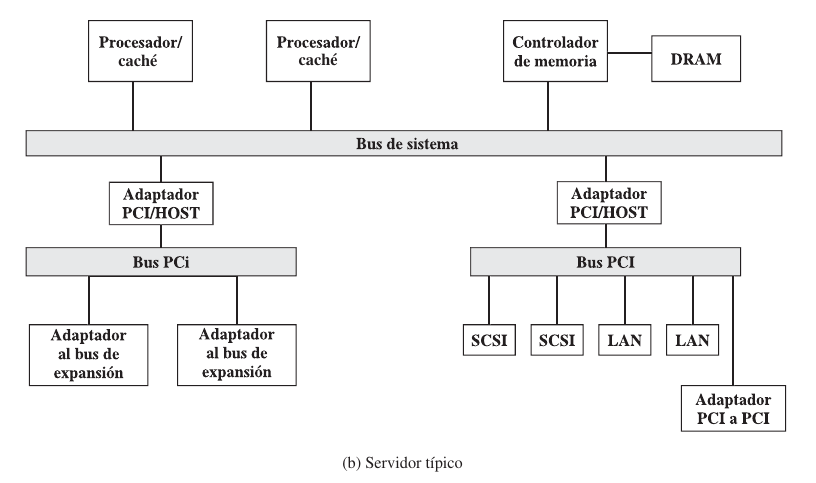 Procesador/
caché
Procesador/
caché
Controlador
de memoria
DRAM
Bus de sistema
Adaptador
PCI/HOST
Adaptador
PCI/HOST
Bus PCi
Bus PCI
Adaptador
al bus de
expansión
Adaptador
al bus de
expansión
SCSI
SCSI
LAN
LAN
Adaptador
PCI a PCI
(b) Servidor típico